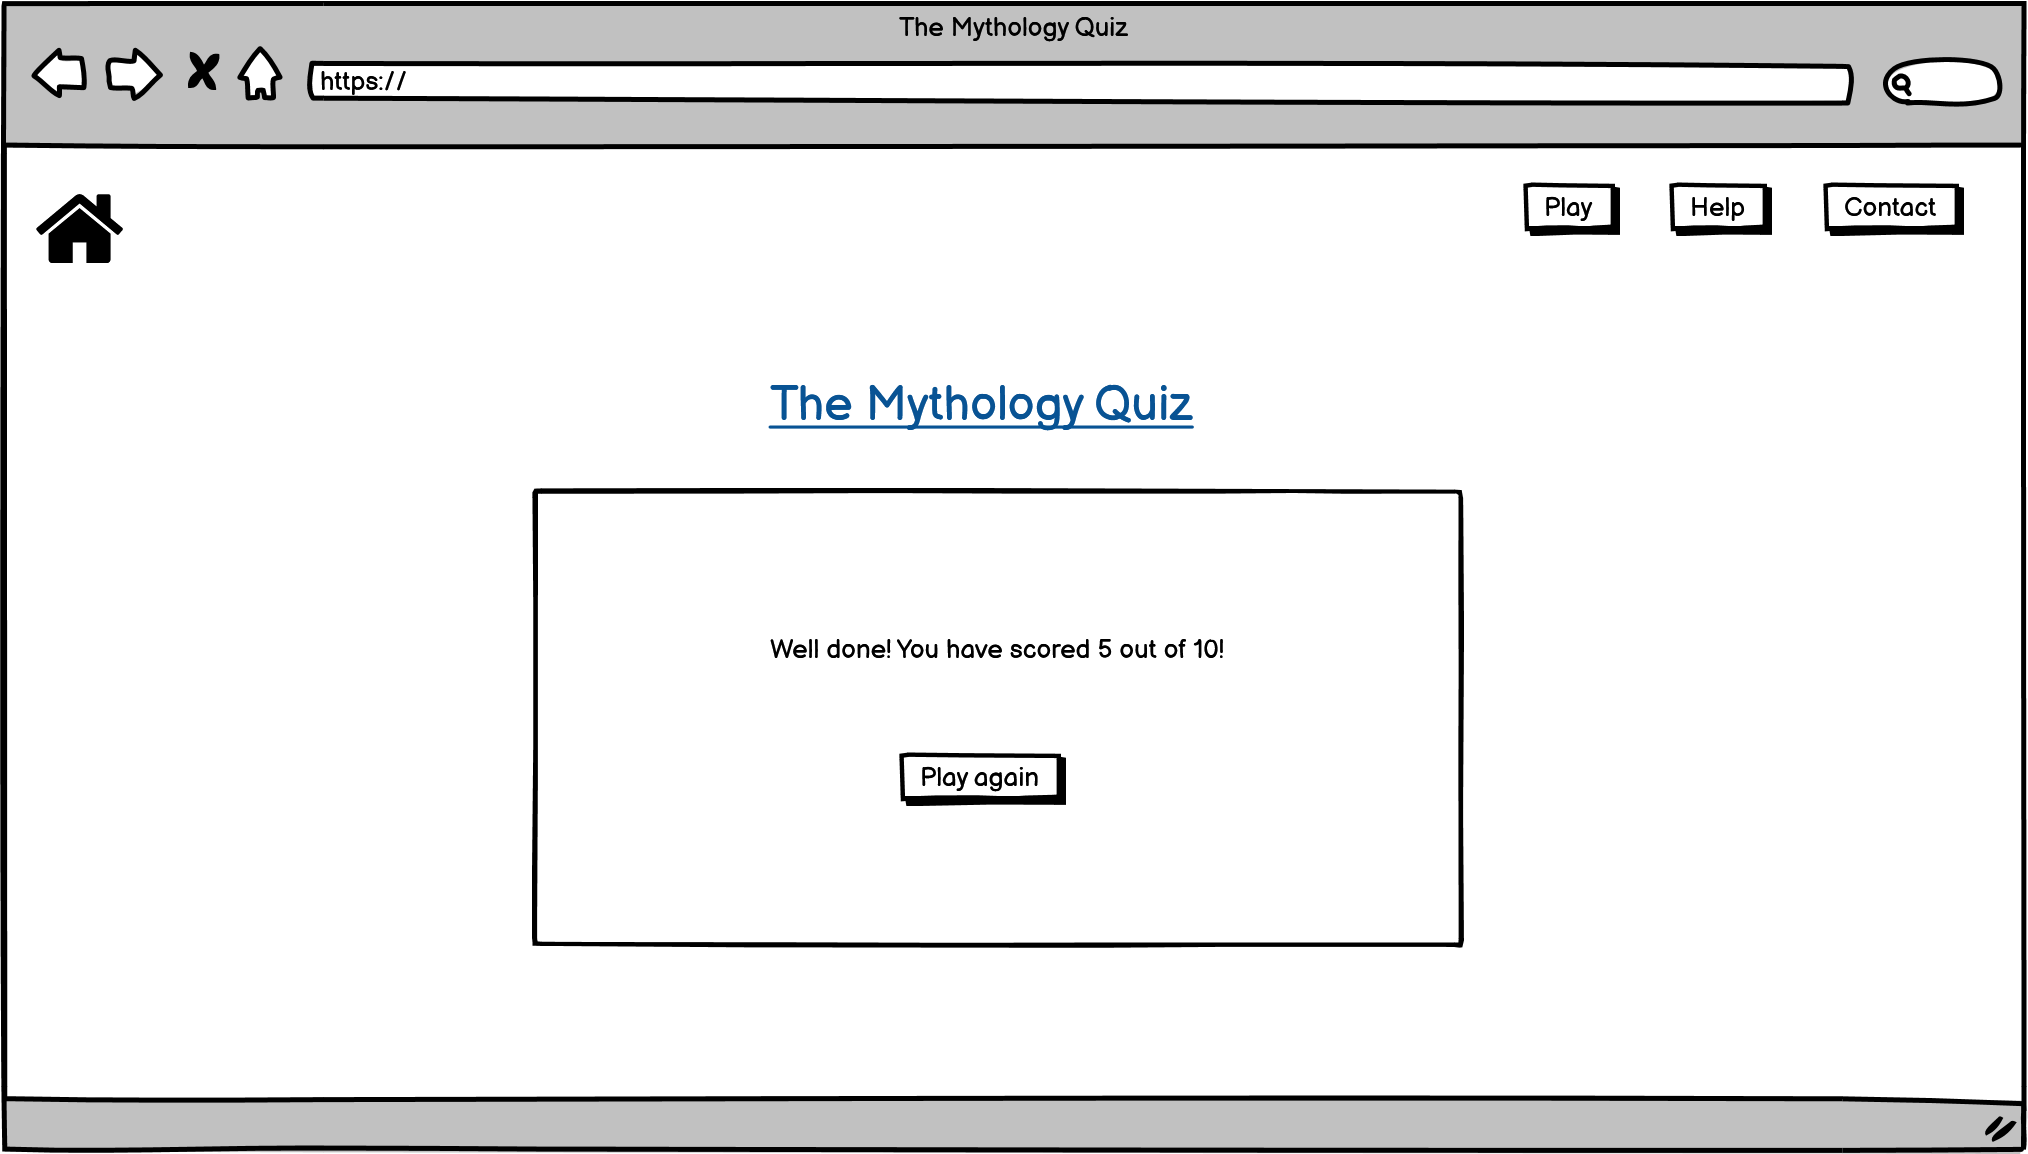 The Mythology Quiz
https://
Play
Help
Contact
The Mythology Quiz
Well done! You have scored 5 out of 10!
Play again